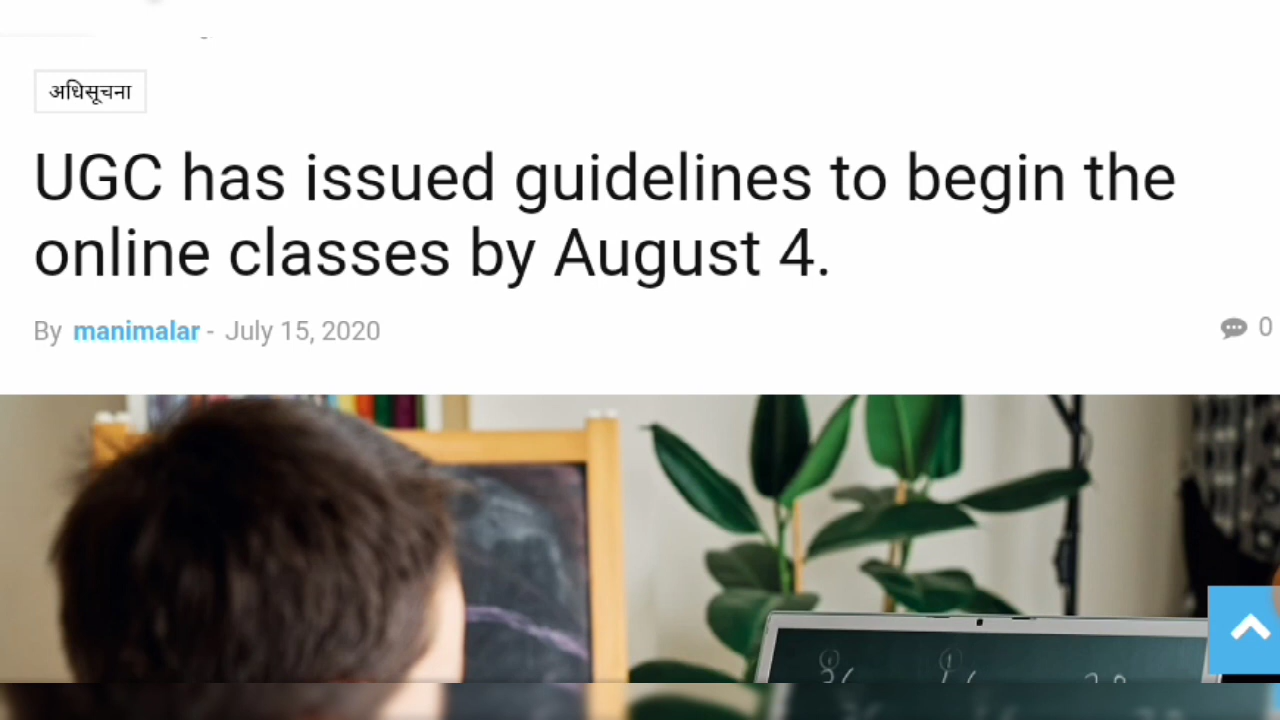 अधिसूचना
UGC has issued guidelines to begin the
online classes by August 4.
By manimalar - July 15, 2020
0